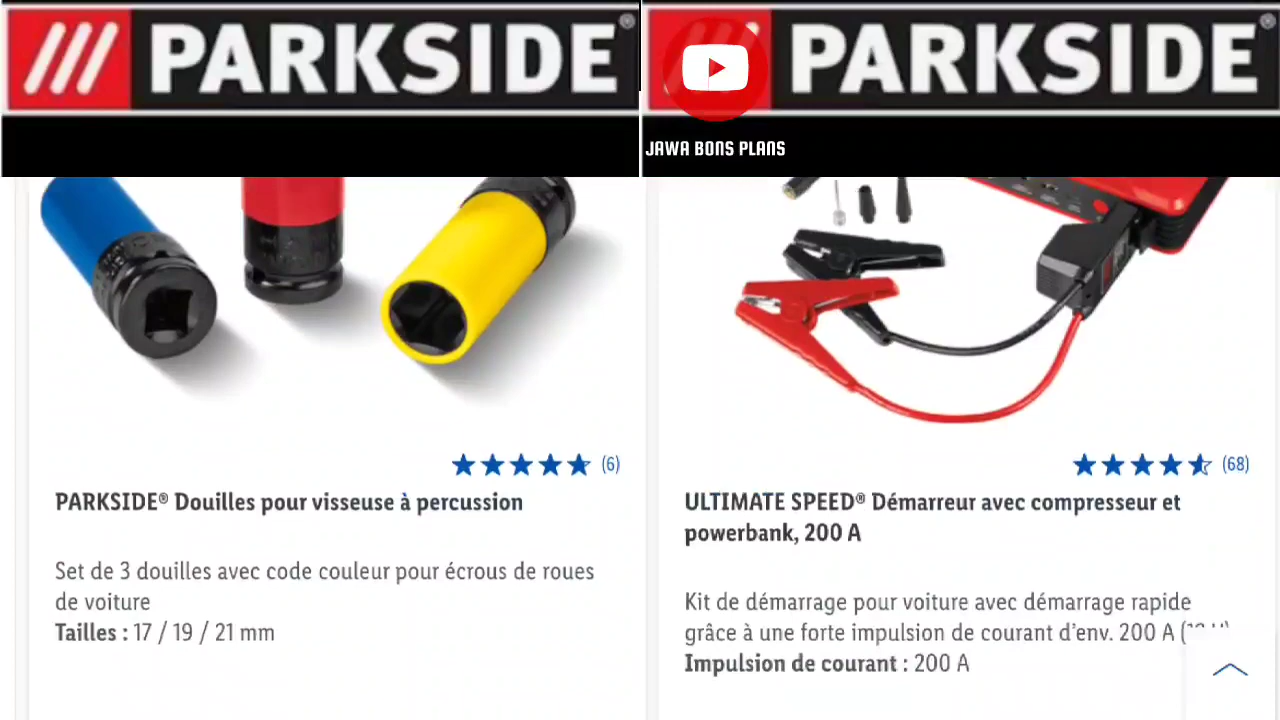 PARKSIDE®
PARKSIDE®
JAWA BONS PLANS
(6)
PARKSIDE® Douilles pour visseuse à percussion
Set de 3 douilles avec code couleur pour écrous de roues
de voiture
Tailles : 17 / 19 / 21 mm
(68)
ULTIMATE SPEED® Démarreur avec compresseur et
powerbank, 200 A
Kit de démarrage pour voiture avec démarrage rapide
grâce à une forte impulsion de courant d'env. 200 A
Impulsion de courant : 200 A